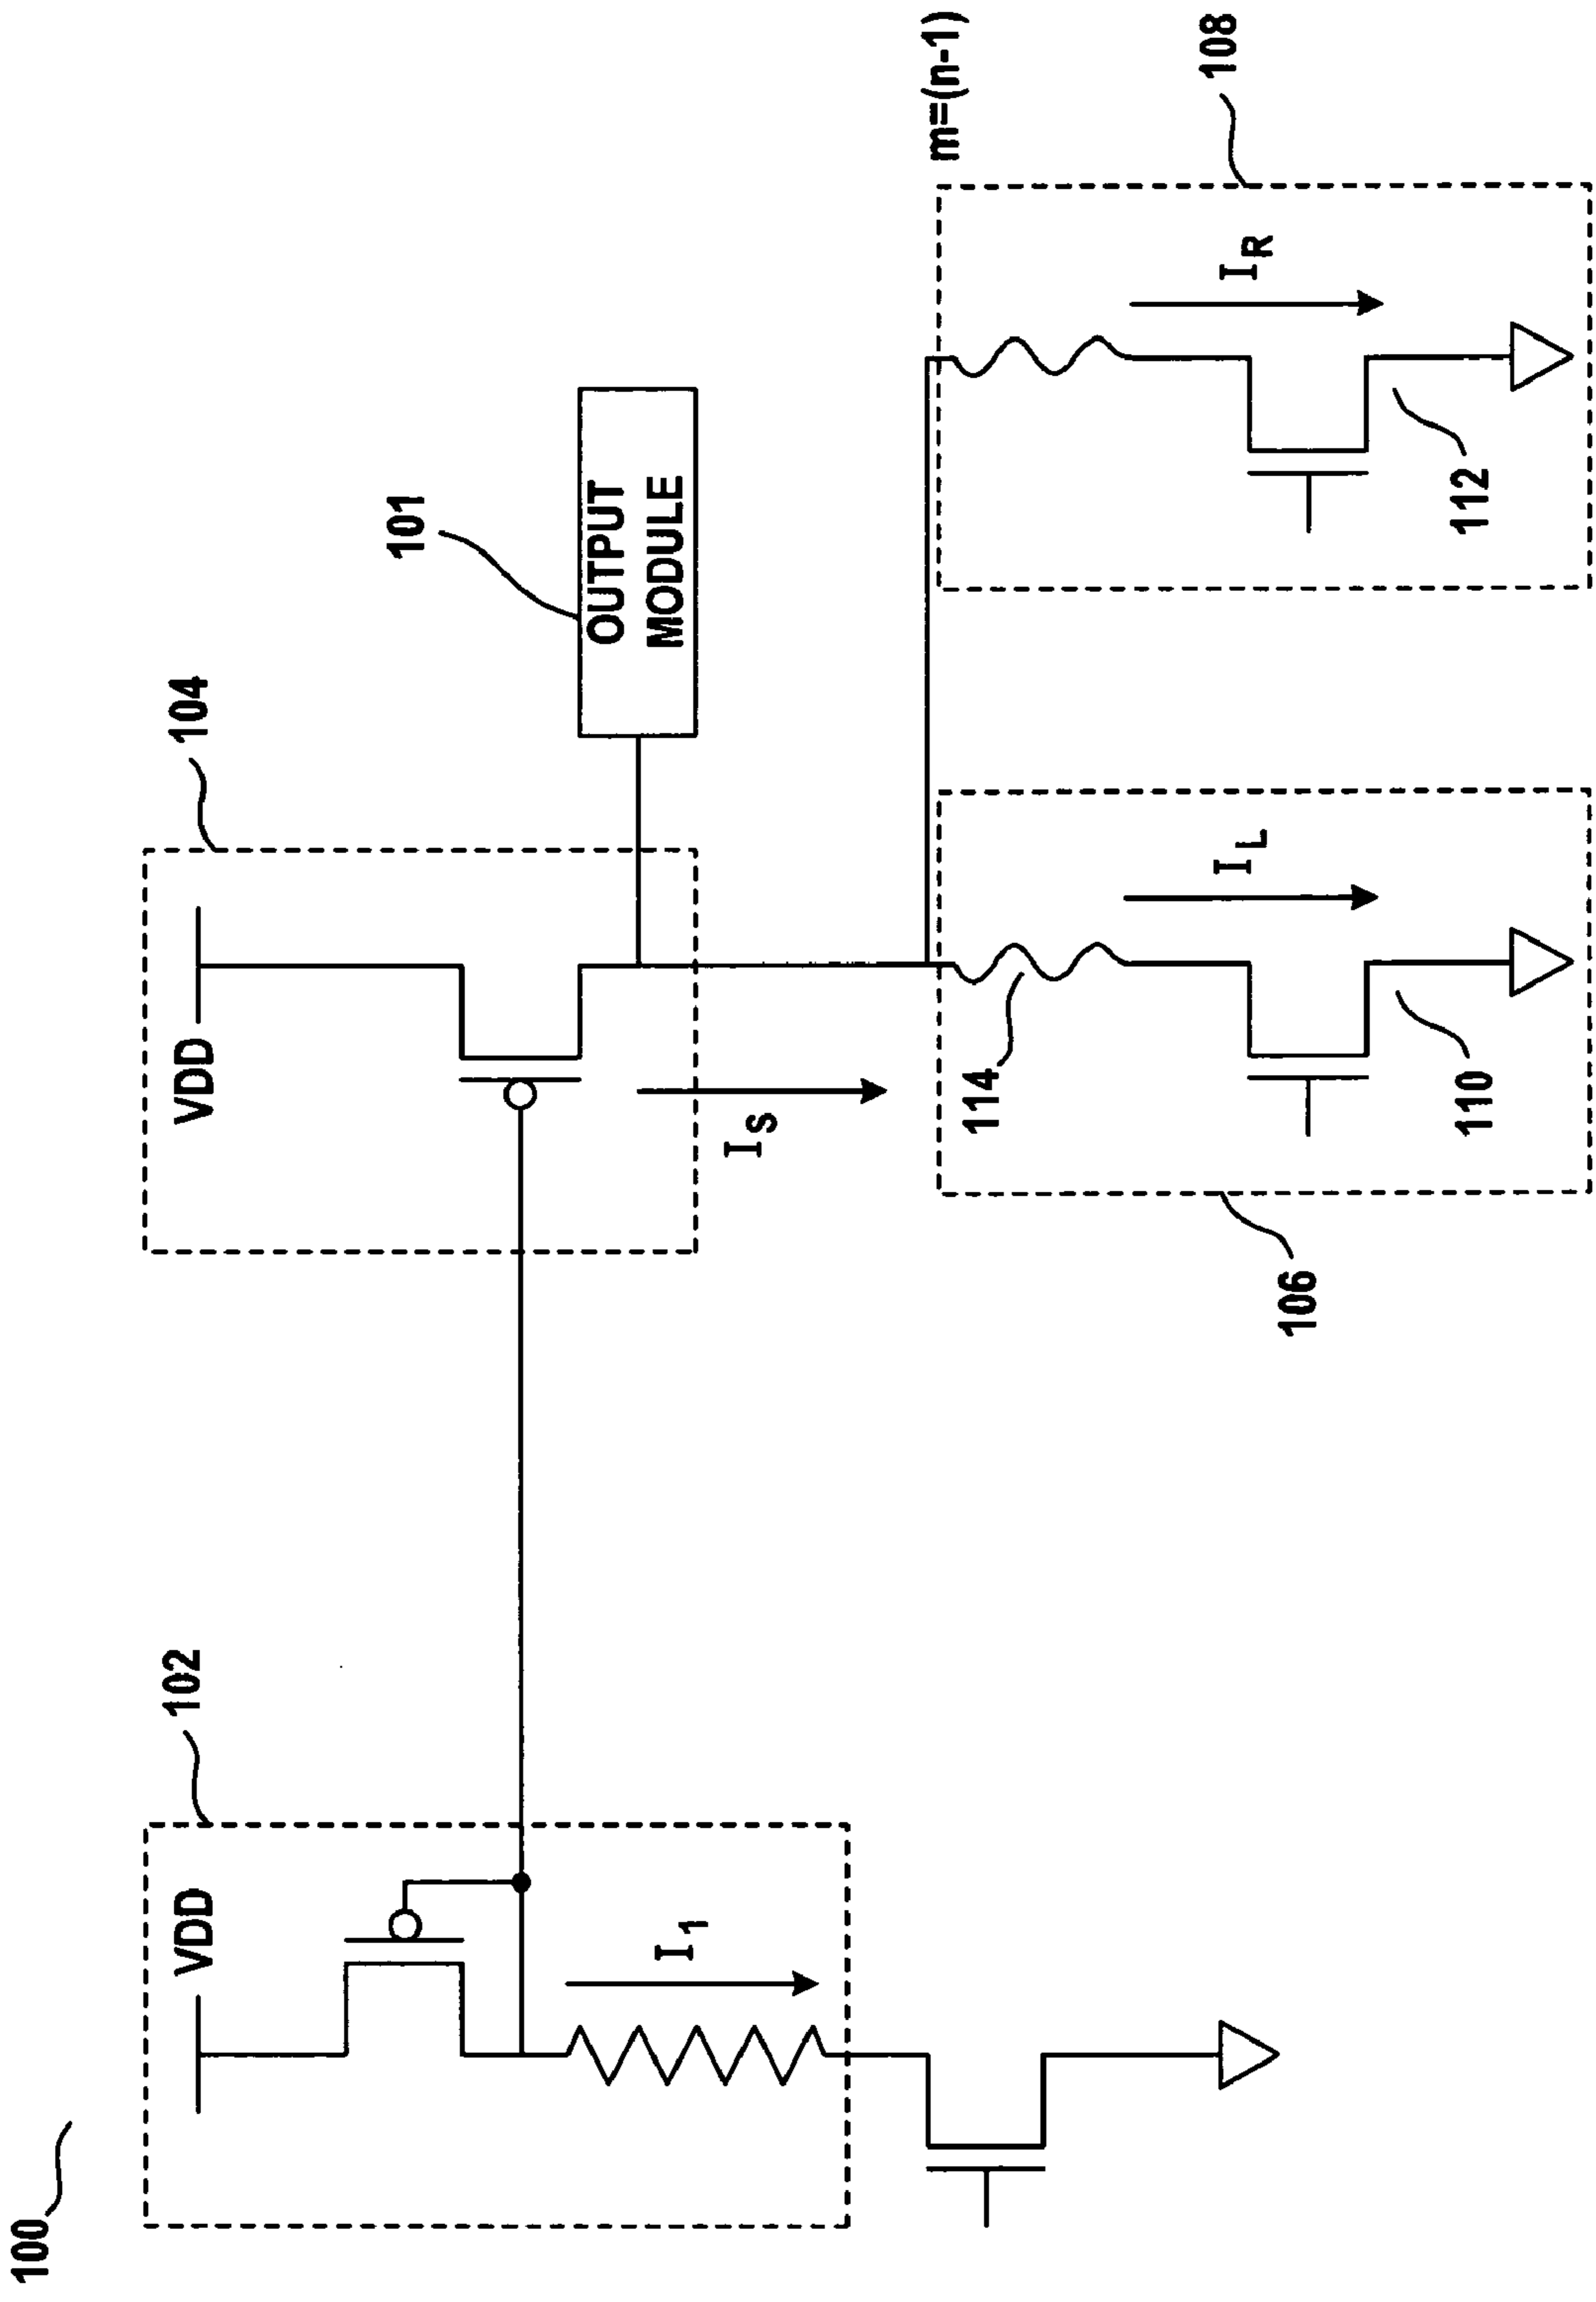 100
102
VDD
I1
104
VDD
IS
101
OUTPUT
MODULE
m=(n-1)
106
114
IL
110
108
IR
112